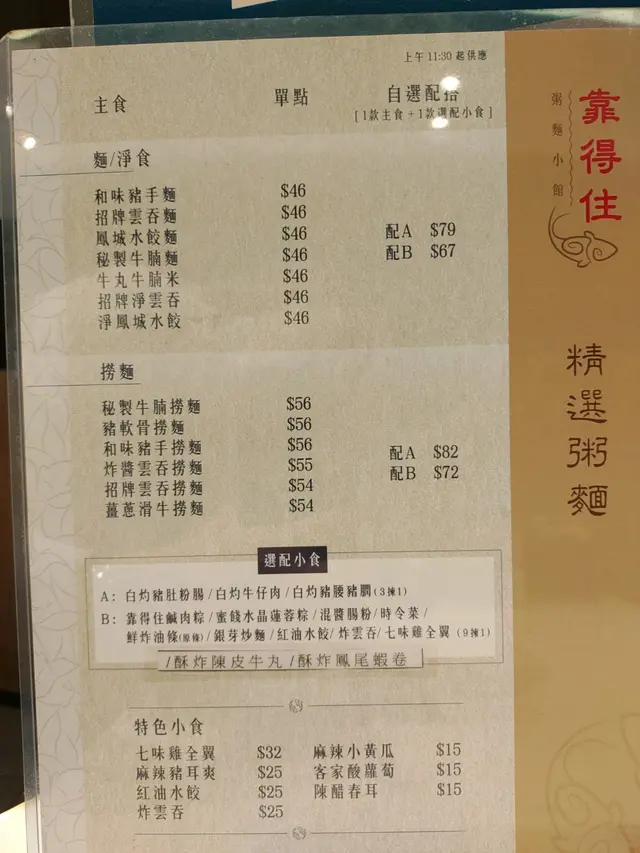 上午 11:30 起供應
主食 單點 自選配搭
[1款主食+1款選配小食]
麵/淨食
和味豬手麵 $46
招牌雲吞麵 $46
鳳城水餃麵 $46
秘製牛腩麵 $46
牛丸牛腩米 $46
招牌淨雲吞 $46
淨鳳城水餃 $46
配A $79
配B $67
撈麵
秘製牛腩撈麵 $56
豬軟骨撈麵 $56
和味豬手撈麵 $56
炸醬雲吞撈麵 $55
招牌雲吞撈麵 $54
薑蔥滑牛撈麵 $54
配A $82
配B $72
選配小食
A: 白灼豬肚粉腸/白灼牛仔肉/白灼豬腰豬膶(3揀1)
B: 靠得住鹹肉粽/蜜餞水晶蓮蓉粽/混醬腸粉/時令菜/
鮮炸油條(原條)/銀芽炒麵/紅油水餃/炸雲吞/七味雞全翼 (9揀1)
/酥炸陳皮牛丸/酥炸鳳尾蝦卷
特色小食
七味雞全翼 $32 麻辣小黃瓜 $15
麻辣豬耳爽 $25 客家酸蘿蔔 $15
紅油水餃 $25 陳醋春耳 $15
炸雲吞 $25
靠得住
粥麵小館
精選粥麵